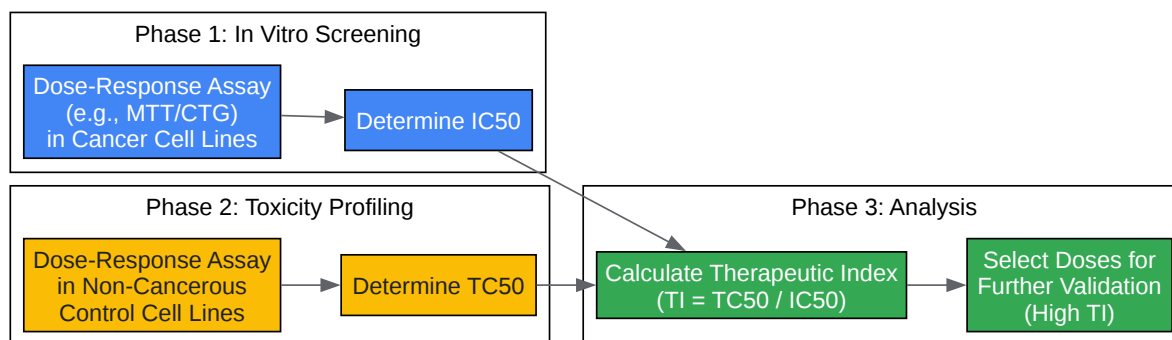 Phase 1: In Vitro Screening
Dose-Response Assay
(e.g., MTT/CTG)
in Cancer Cell Lines
Determine IC50
Phase 2: Toxicity Profiling
Dose-Response Assay
in Non-Cancerous
Control Cell Lines
Determine TC50
Phase 3: Analysis
Calculate Therapeutic Index
(TI = TC50 / IC50)
Select Doses for
Further Validation
(High TI)